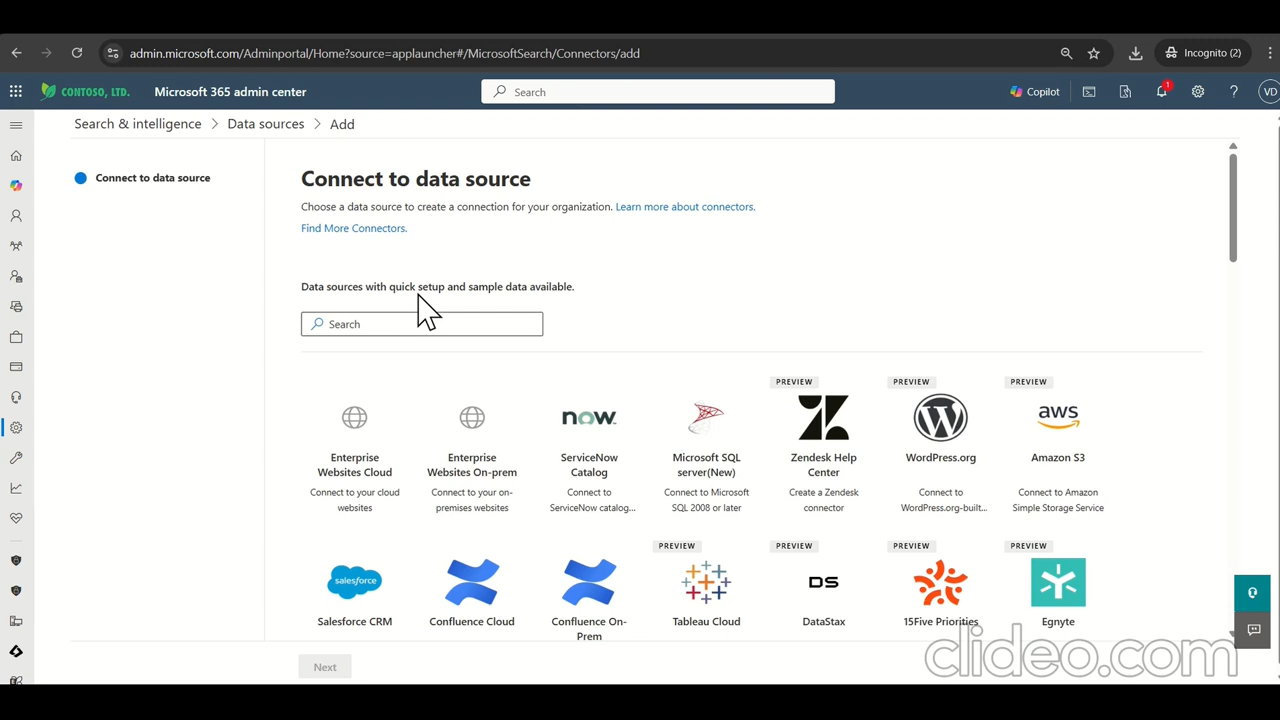 admin.microsoft.com/Adminportal/Home?source=applauncher#/MicrosoftSearch/Connectors/add
Incognito (2)
CONTOSO, LTD.
Microsoft 365 admin center
Search
Copilot
1
?
VD
Search & intelligence > Data sources > Add
Connect to data source
Connect to data source
Choose a data source to create a connection for your organization. Learn more about connectors.
Find More Connectors.
Data sources with quick setup and sample data available.
Search
Enterprise
Websites Cloud
Connect to your cloud
websites
Enterprise
Websites On-prem
Connect to your on-
premises websites
now
ServiceNow
Catalog
Connect to
ServiceNow catalog...
Microsoft SQL
server(New)
Connect to Microsoft
SQL 2008 or later
PREVIEW
Zendesk Help
Center
Create a Zendesk
connector
PREVIEW
WordPress.org
Connect to
WordPress.org-built...
PREVIEW
aws
Amazon S3
Connect to Amazon
Simple Storage Service
salesforce
Salesforce CRM
Confluence Cloud
Confluence On-
Prem
PREVIEW
Tableau Cloud
PREVIEW
DS
DataStax
PREVIEW
15Five Priorities
PREVIEW
Egnyte
Next
clideo.com